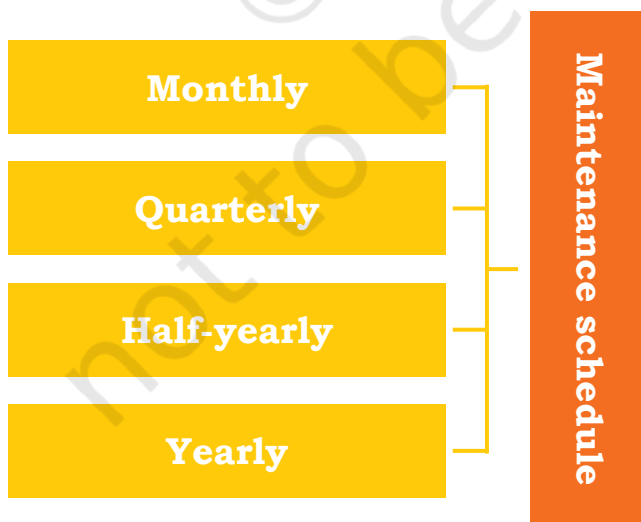 Monthly
Quarterly
Half-yearly
Yearly
Maintenance schedule
not to be
©